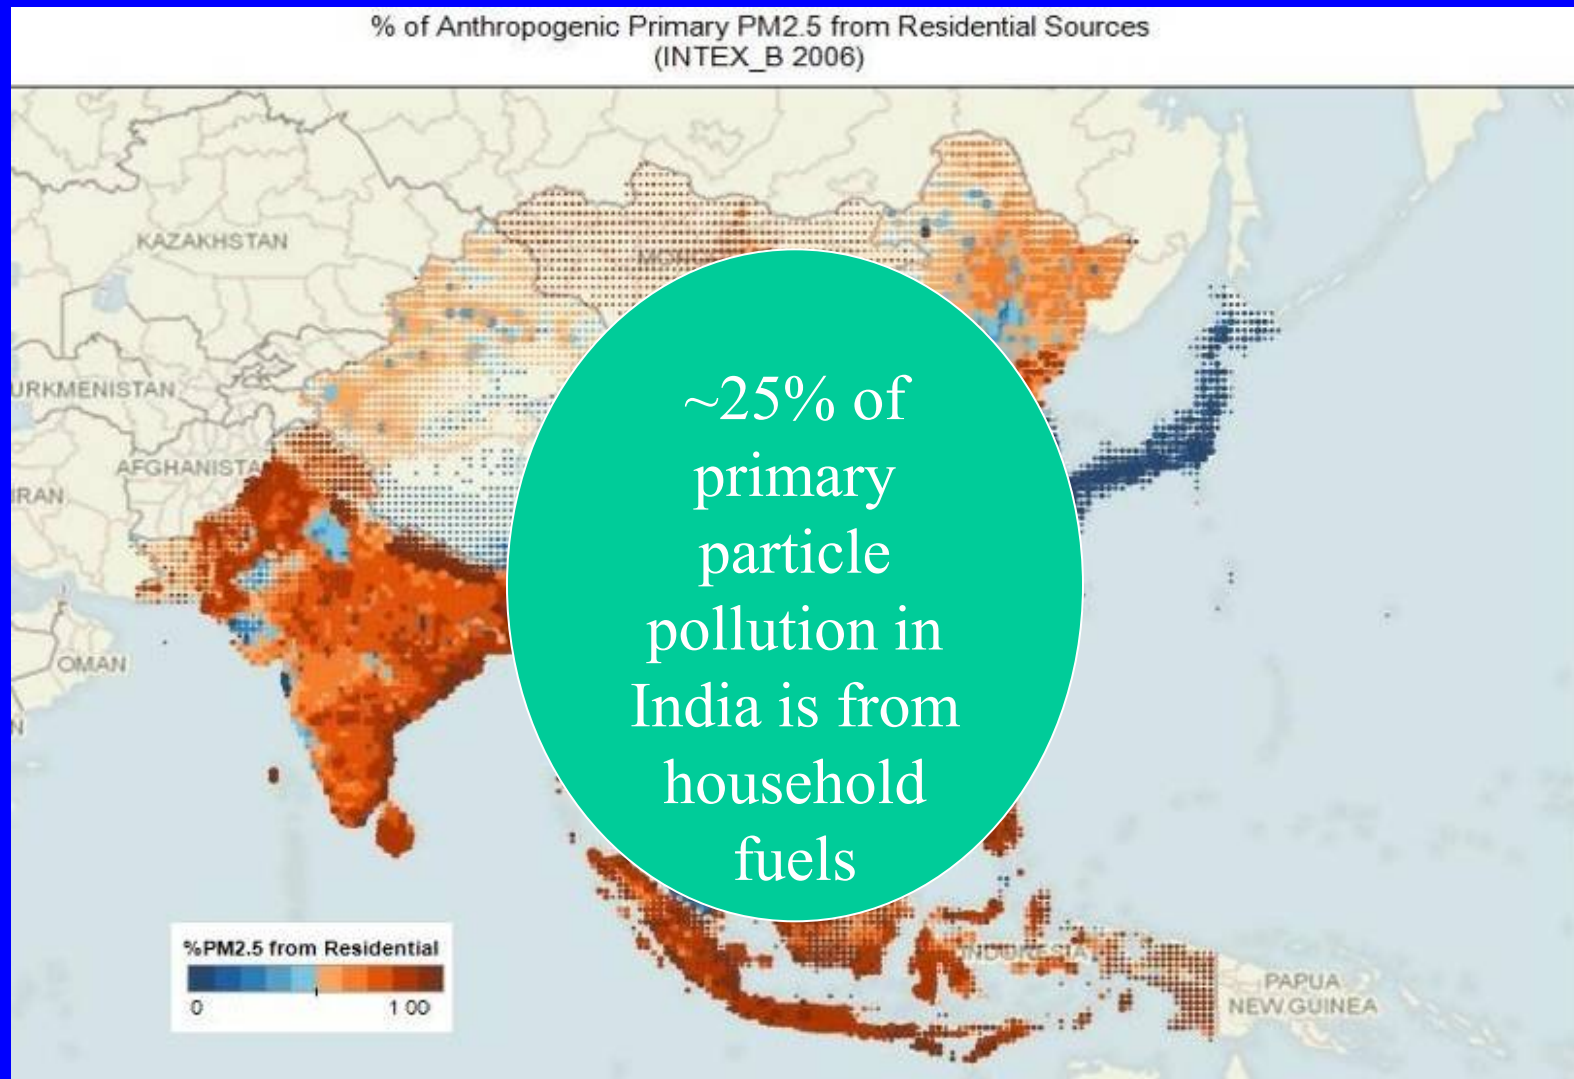 % of Anthropogenic Primary PM2.5 from Residential Sources
(INTEX_B 2006)
KAZAKHSTAN
URKMENISTAN
AFGHANISTA
IRAN
OMAN
N
~25% of
primary
particle
pollution in
India is from
household
fuels
%PM2.5 from Residential
0
1 00
INDONESIA
PAPUA
NEW GUINEA